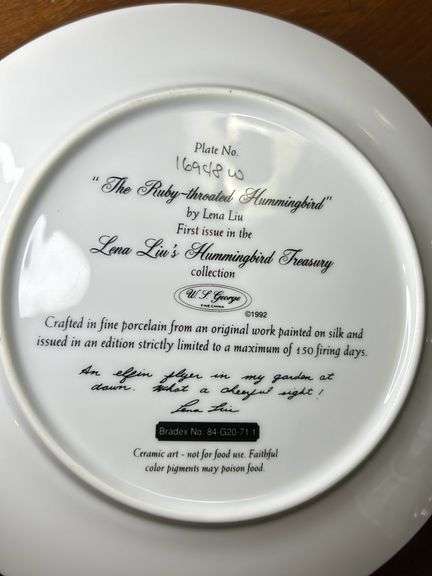 Plate No.
16948 W
"The Ruby-throated Hummingbird"
by Lena Liu
First issue in the
Lena Liu's Hummingbird Treasury
collection
W. S. George
FINE CHINA
©1992
Crafted in fine porcelain from an original work painted on silk and
issued in an edition strictly limited to a maximum of 150 firing days.
An elfin flyer in my garden at
dawn. What a cheerful sight!
Lena Liu
Bradex No. 84-G20-71.1
Ceramic art - not for food use. Faithful
color pigments may poison food.